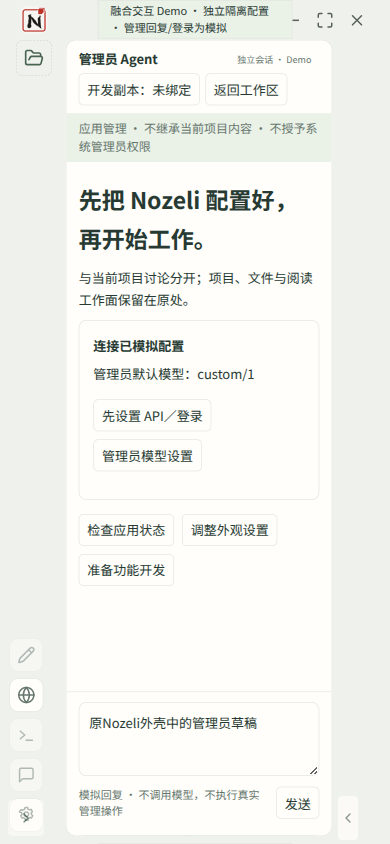 融合交互 Demo · 独立隔离配置
· 管理回复/登录为模拟
管理员 Agent
独立会话 · Demo
开发副本：未绑定
返回工作区
应用管理 · 不继承当前项目内容 · 不授予系
统管理员权限
先把 Nozeli 配置好，
再开始工作。
与当前项目讨论分开；项目、文件与阅读
工作面保留在原处。
连接已模拟配置
管理员默认模型：custom/1
先设置 API／登录
管理员模型设置
检查应用状态
调整外观设置
准备功能开发
原Nozeli外壳中的管理员草稿
模拟回复 · 不调用模型，不执行真实
管理操作
发送